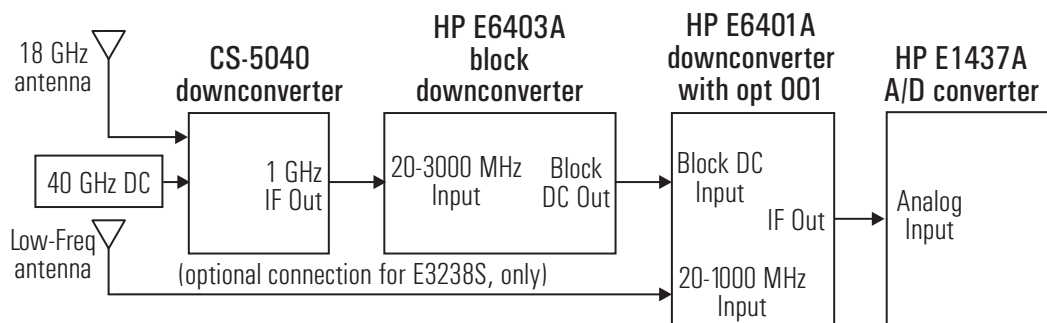 18 GHz
antenna
CS-5040
downconverter
HP E6403A
block
downconverter
HP E6401A
downconverter
with opt 001
HP E1437A
A/D converter
40 GHz DC
1 GHz
IF Out
20-3000 MHz
Input
Block
DC Out
Block DC
Input
IF Out
Analog
Input
Low-Freq
antenna
(optional connection for E3238S, only)
20-1000 MHz
Input